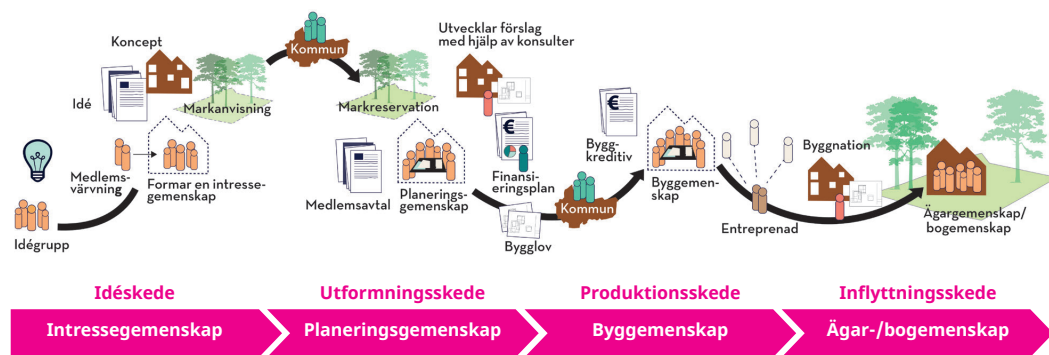 Koncept
Idé
Markanvisning
Medlems-
värvning
Formar en intresse-
gemenskap
Idégrupp
Kommun
Markreservation
Utvecklar förslag
med hjälp av konsulter
Medlemsavtal
Planerings-
gemenskap
€
Finansi-
eringsplan
Bygglov
Kommun
€
Bygg-
kreditiv
Byggemen-
skap
Entreprenad
Byggnation
Ägargemenskap/
bogemenskap
Idéskede
Utformningsskede
Produktionsskede
Inflyttningsskede
Intressegemenskap
Planeringsgemenskap
Byggemenskap
Ägar-/bogemenskap